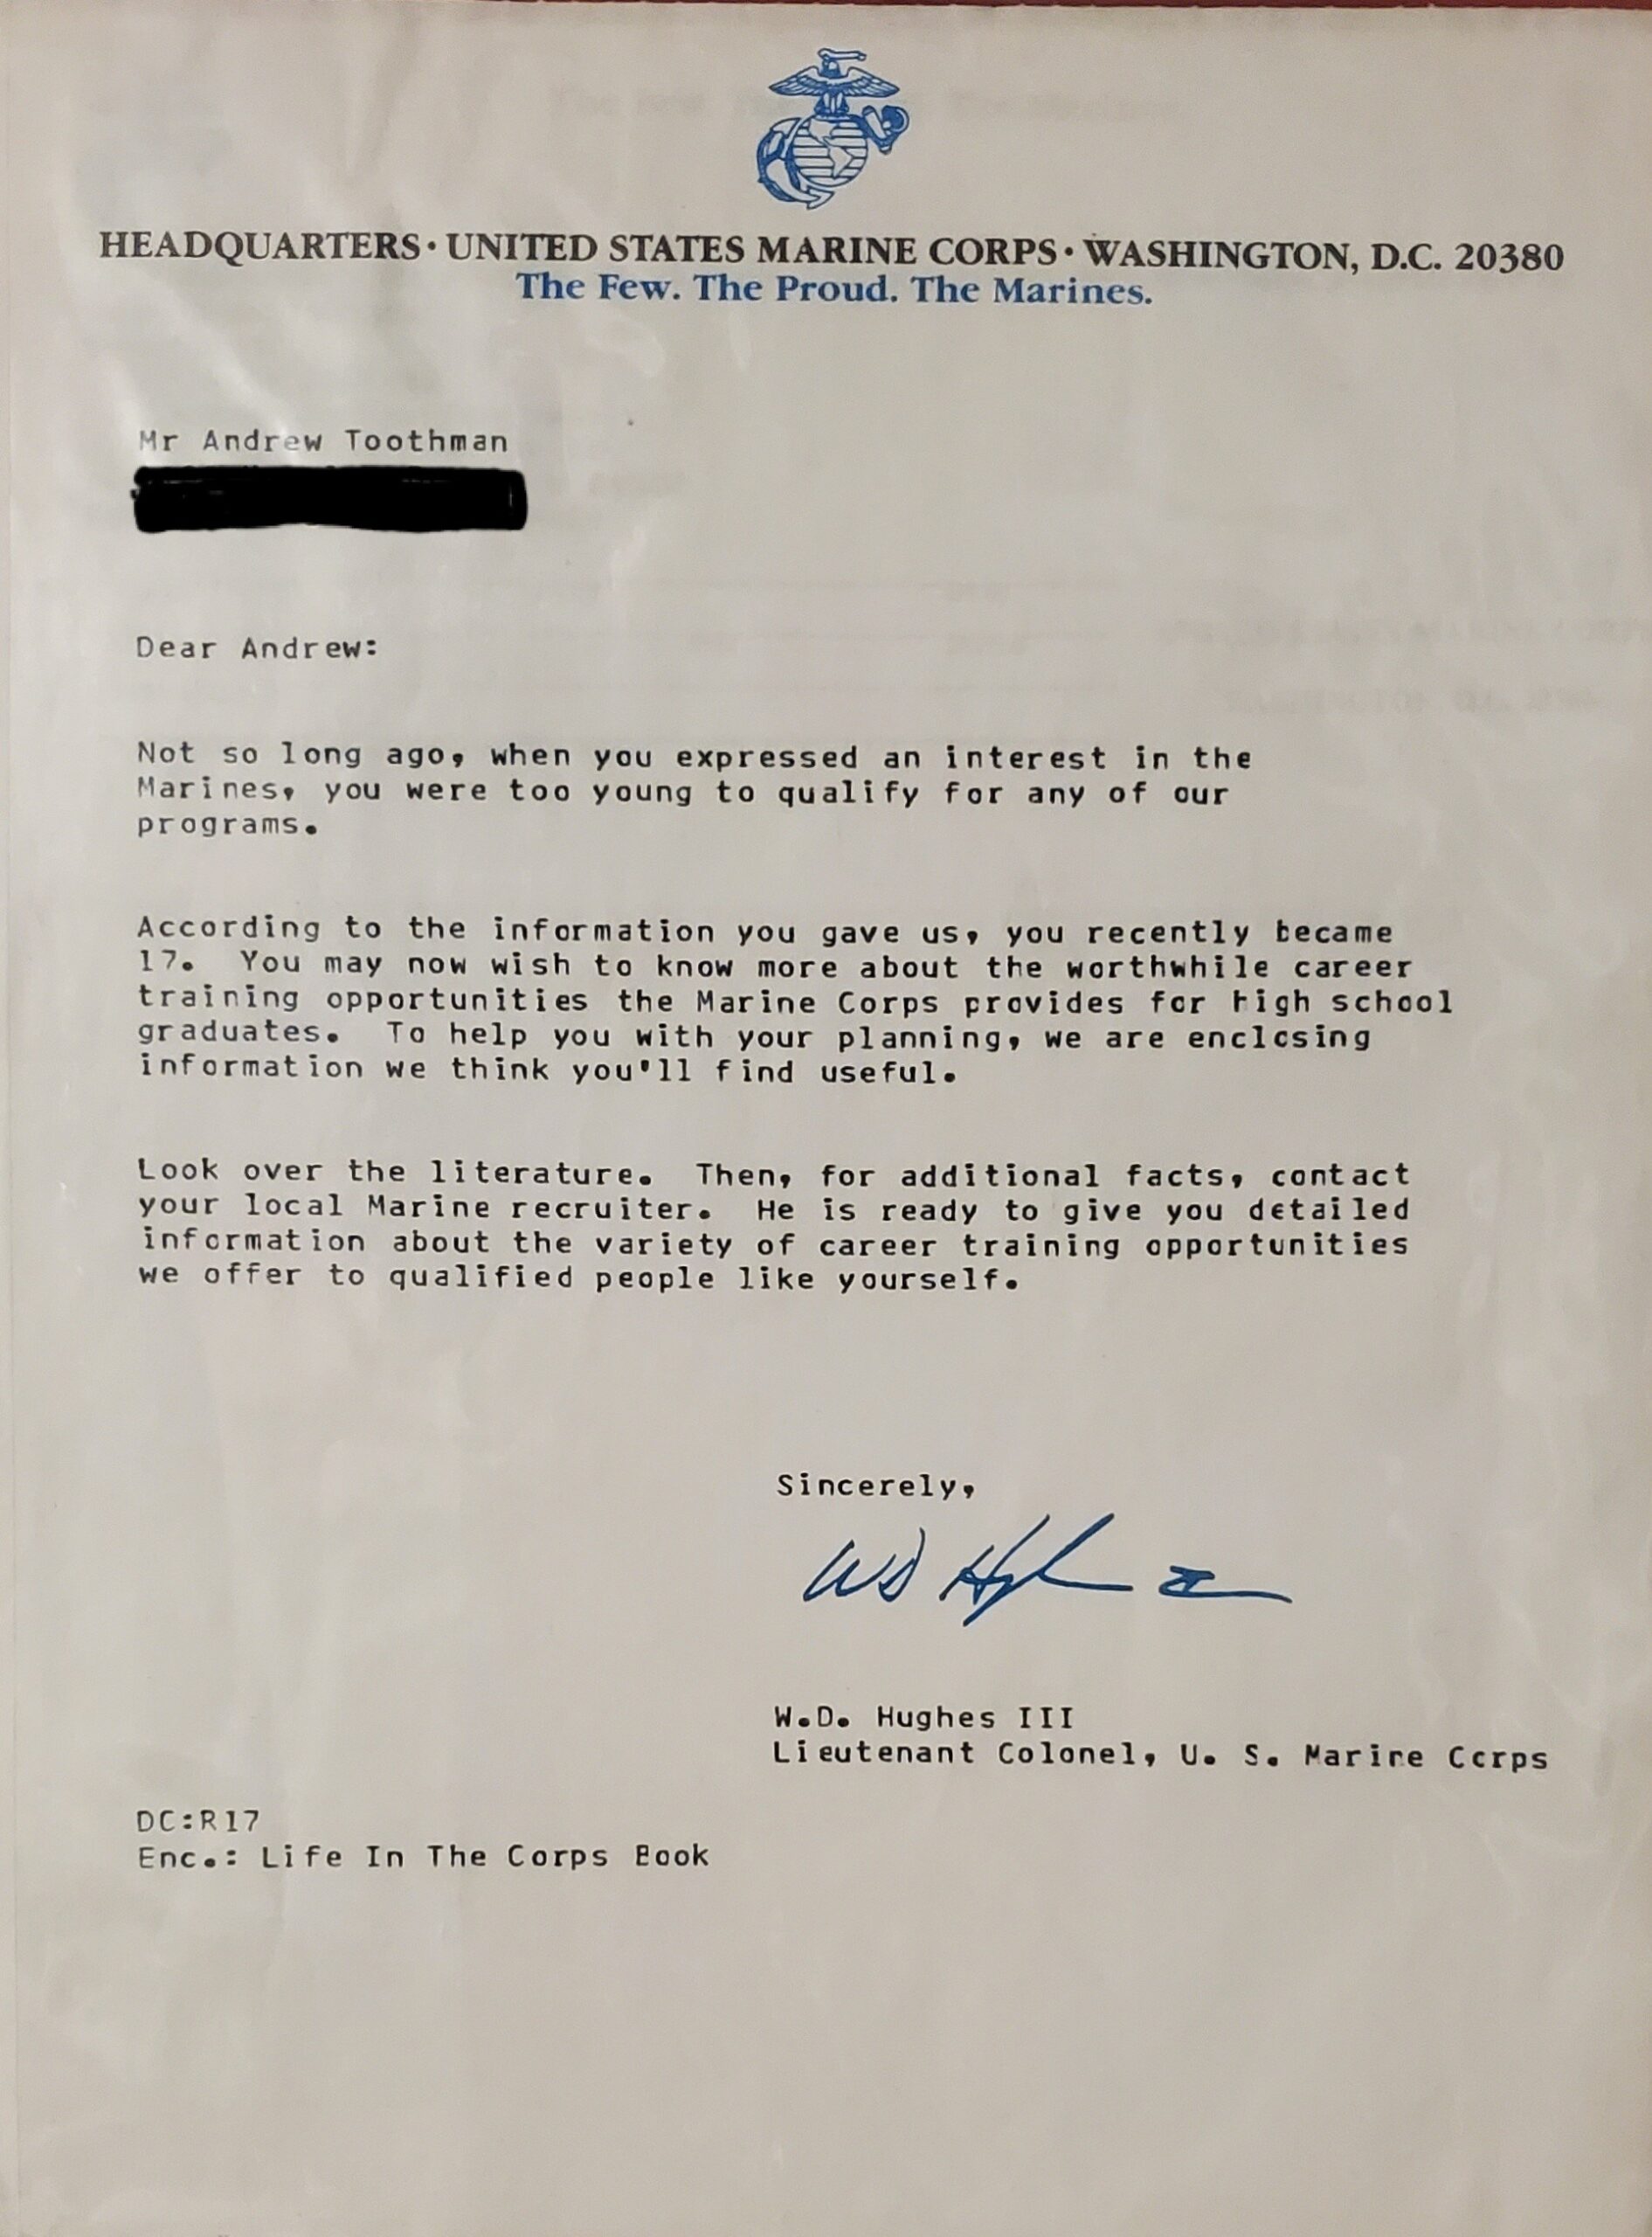 HEADQUARTERS · UNITED STATES MARINE CORPS · WASHINGTON, D.C. 20380
The Few. The Proud. The Marines.
Mr Andrew Toothman
Dear Andrew:
Not so long ago, when you expressed an interest in the
Marines, you were too young to qualify for any of our
programs.
According to the information you gave us, you recently became
17. You may now wish to know more about the worthwhile career
training opportunities the Marine Corps provides for high school
graduates. To help you with your planning, we are enclosing
information we think you'll find useful.
Look over the literature. Then, for additional facts, contact
your local Marine recruiter. He is ready to give you detailed
information about the variety of career training opportunities
we offer to qualified people like yourself.
Sincerely,
WD Hughes III
W.D. Hughes III
Lieutenant Colonel, U. S. Marine Corps
DC:R17
Enc.: Life In The Corps Book